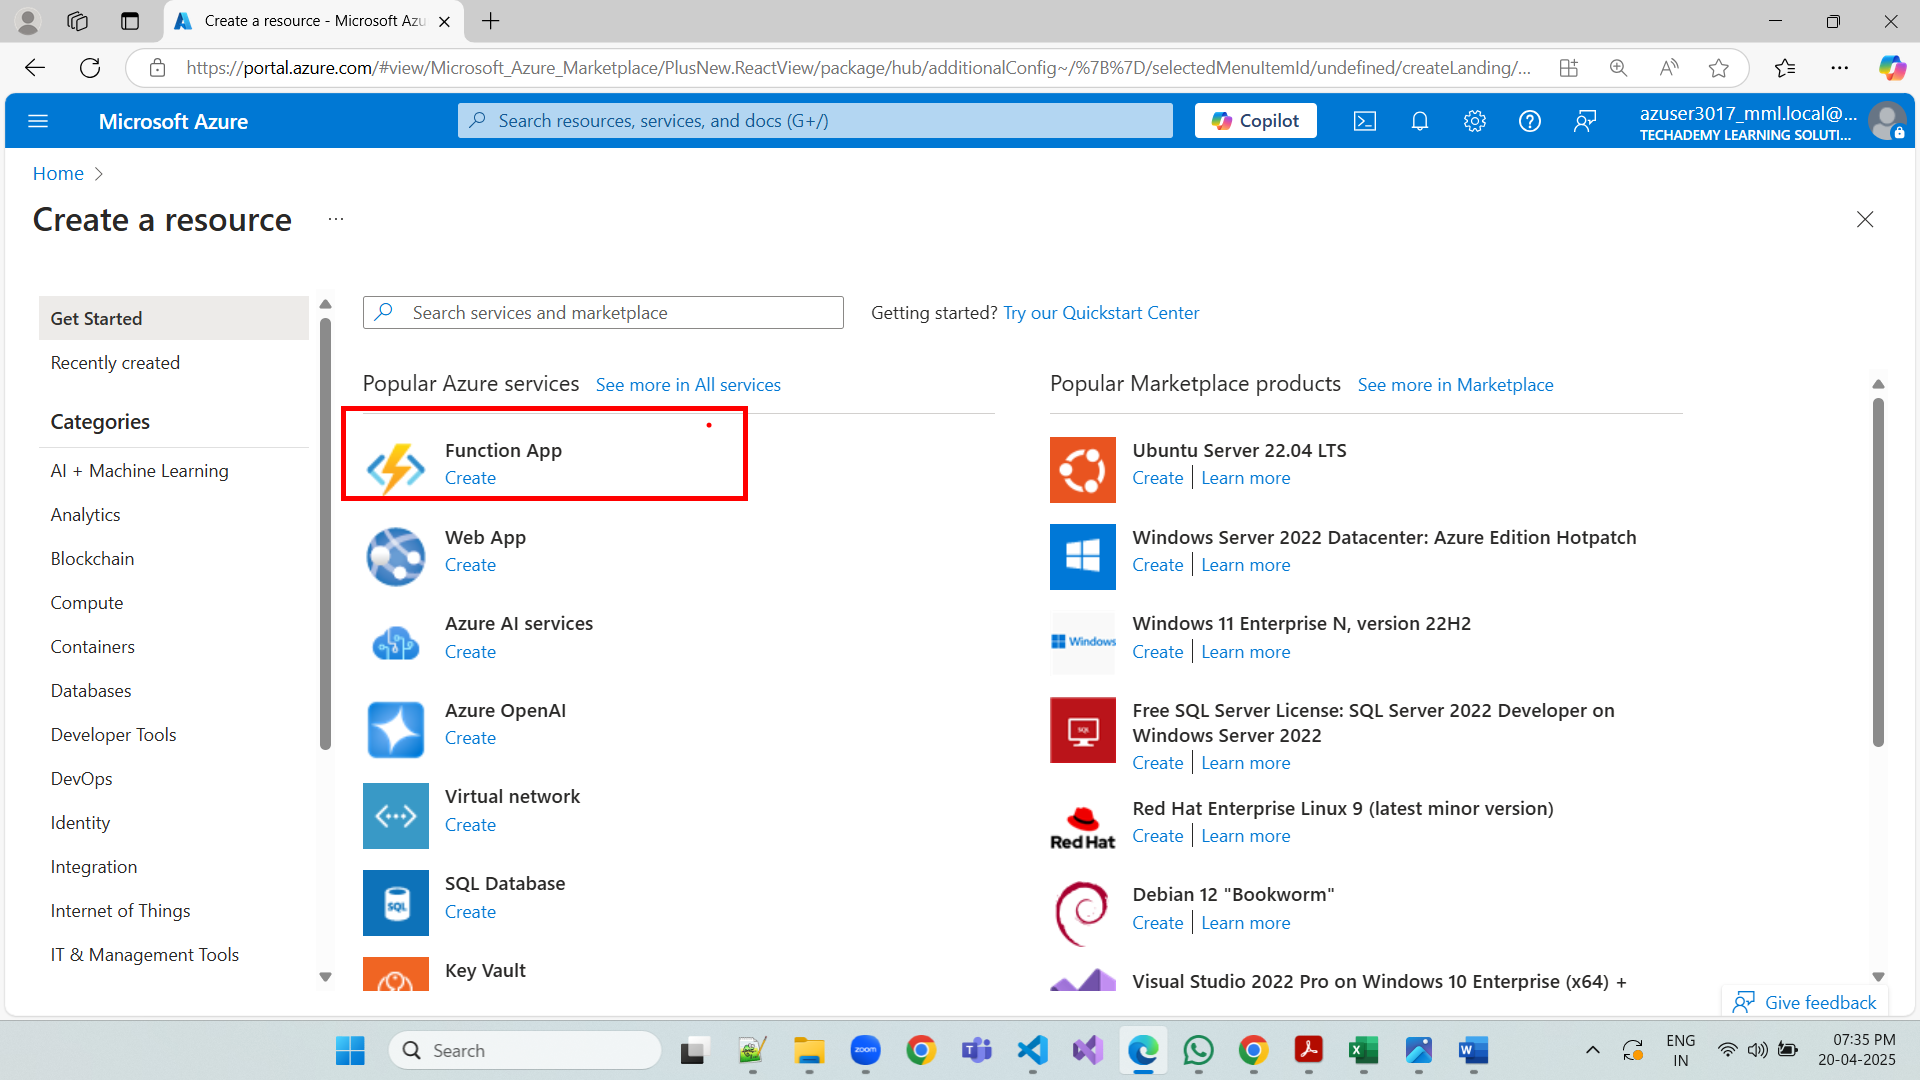 Create a resource - Microsoft Azu
https://portal.azure.com/#view/Microsoft_Azure_Marketplace/PlusNew.ReactView/package/hub/additionalConfig~/%7B%7D/selectedMenuItemId/undefined/createLanding/...
Microsoft Azure
Search resources, services, and docs (G+/)
Copilot
azuser3017_mml.local@...
TECHADEMY LEARNING SOLUTI...
Home
Create a resource
...
Get Started
Recently created
Categories
AI + Machine Learning
Analytics
Blockchain
Compute
Containers
Databases
Developer Tools
DevOps
Identity
Integration
Internet of Things
IT & Management Tools
Search services and marketplace
Getting started? Try our Quickstart Center
Popular Azure services See more in All services
Function App
Create
Web App
Create
Azure AI services
Create
Azure OpenAI
Create
Virtual network
Create
SQL
SQL Database
Create
Key Vault
Popular Marketplace products See more in Marketplace
Ubuntu Server 22.04 LTS
Create | Learn more
Windows Server 2022 Datacenter: Azure Edition Hotpatch
Create | Learn more
Windows
Windows 11 Enterprise N, version 22H2
Create | Learn more
SQL
Free SQL Server License: SQL Server 2022 Developer on
Windows Server 2022
Create | Learn more
Red Hat
Red Hat Enterprise Linux 9 (latest minor version)
Create | Learn more
Debian 12 "Bookworm"
Create | Learn more
Visual Studio 2022 Pro on Windows 10 Enterprise (x64) +
Give feedback
Search
zoom
ENG
IN
07:35 PM
20-04-2025